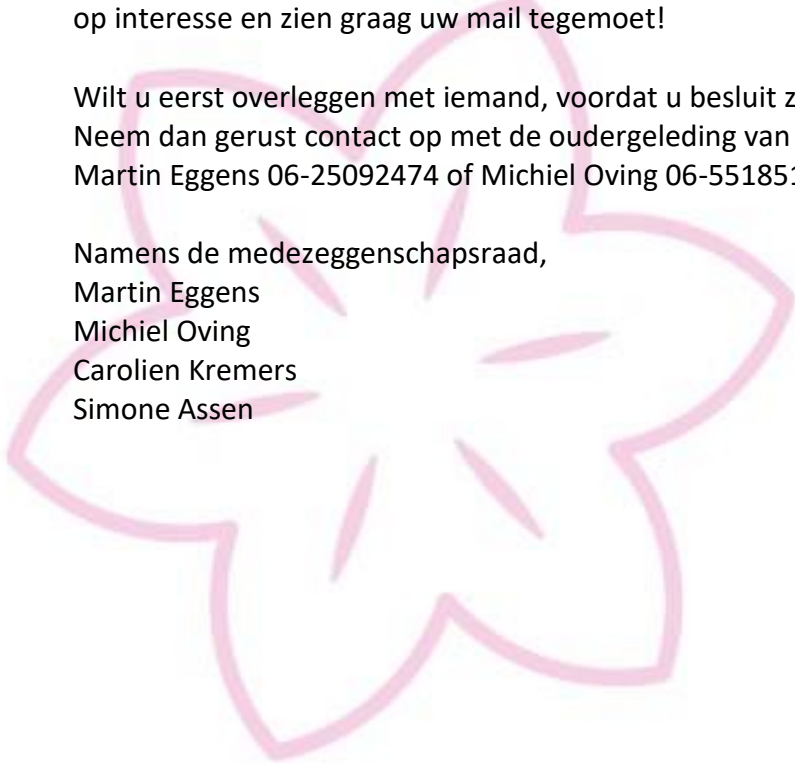 op interesse en zien graag uw mail tegemoet!
Wilt u eerst overleggen met iemand, voordat u besluit z
Neem dan gerust contact op met de oudergeleding van
Martin Eggens 06-25092474 of Michiel Oving 06-551851
Namens de medezeggenschapsraad,
Martin Eggens
Michiel Oving
Carolien Kremers
Simone Assen